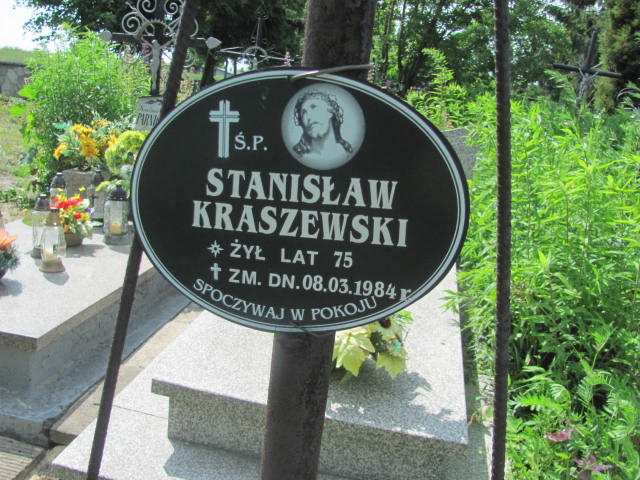 Ś.P.
STANISŁAW
KRASZEWSKI
ŻYŁ LAT 75
ZM. DN. 08.03.1984 r.
SPOCZYWAJ W POKOJU